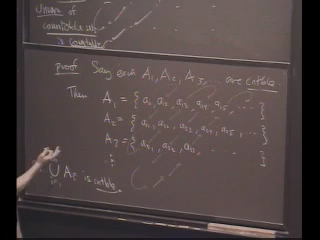 Union of
countable sets
is countable.
proof Say each A₁, A₂, A₃, ... are cntble.
Then A₁ = { a₁₁, a₁₂, a₁₃, a₁₄, a₁₅, ... }
A₂ = { a₂₁, a₂₂, a₂₃, a₂₄, a₂₅, ... }
A₃ = { a₃₁, a₃₂, a₃₃, ... }
⋮
⋃ Aᵢ is cntble.